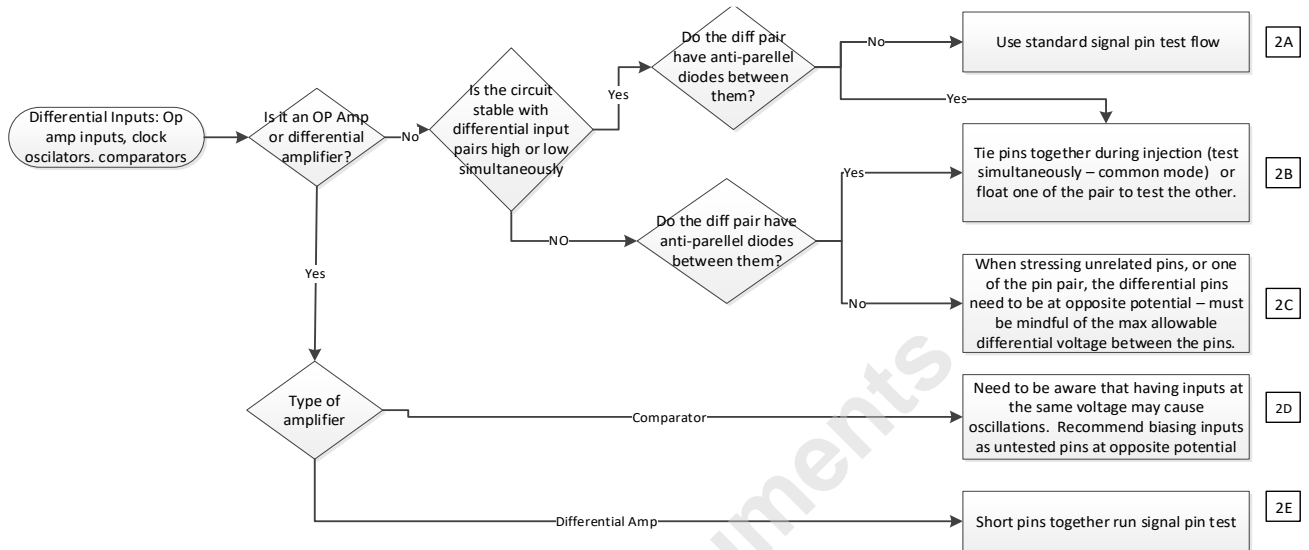 Differential Inputs: Op
amp inputs, clock
oscilators. comparators
Is it an OP Amp
or differential
amplifier?
No
Is the circuit
stable with
differential input
pairs high or low
simultaneously
Yes
Do the diff pair
have anti-parellel
diodes between
them?
No
Use standard signal pin test flow
2A
Yes
Tie pins together during injection (test
simultaneously – common mode) or
float one of the pair to test the other.
2B
NO
Do the diff pair have
anti-parellel diodes
between them?
Yes
No
When stressing unrelated pins, or one
of the pin pair, the differential pins
need to be at opposite potential – must
be mindful of the max allowable
differential voltage between the pins.
2C
Yes
Type of
amplifier
Comparator
Need to be aware that having inputs at
the same voltage may cause
oscillations. Recommend biasing inputs
as untested pins at opposite potential
2D
Differential Amp
Short pins together run signal pin test
2E
uments